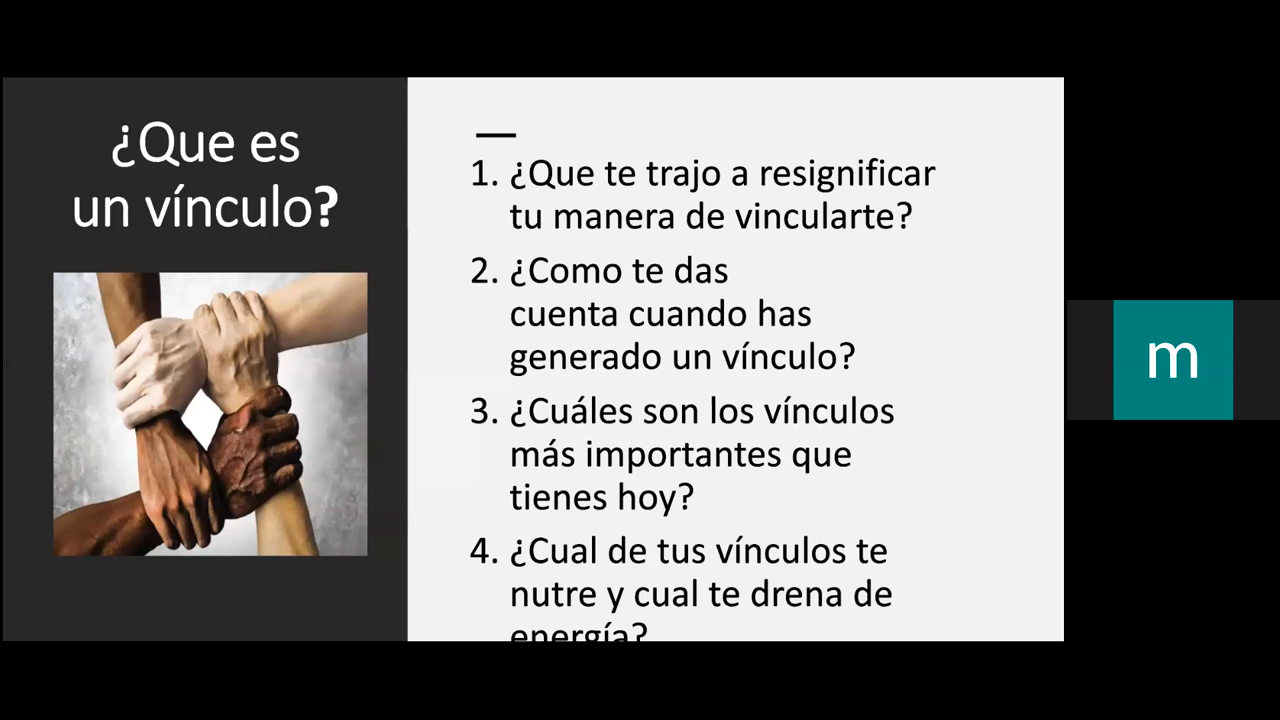 ¿Que es
un vínculo?
1. ¿Que te trajo a resignificar
tu manera de vincularte?
2. ¿Como te das
cuenta cuando has
generado un vínculo?
3. ¿Cuáles son los vínculos
más importantes que
tienes hoy?
4. ¿Cual de tus vínculos te
nutre y cual te drena de
energía?
m